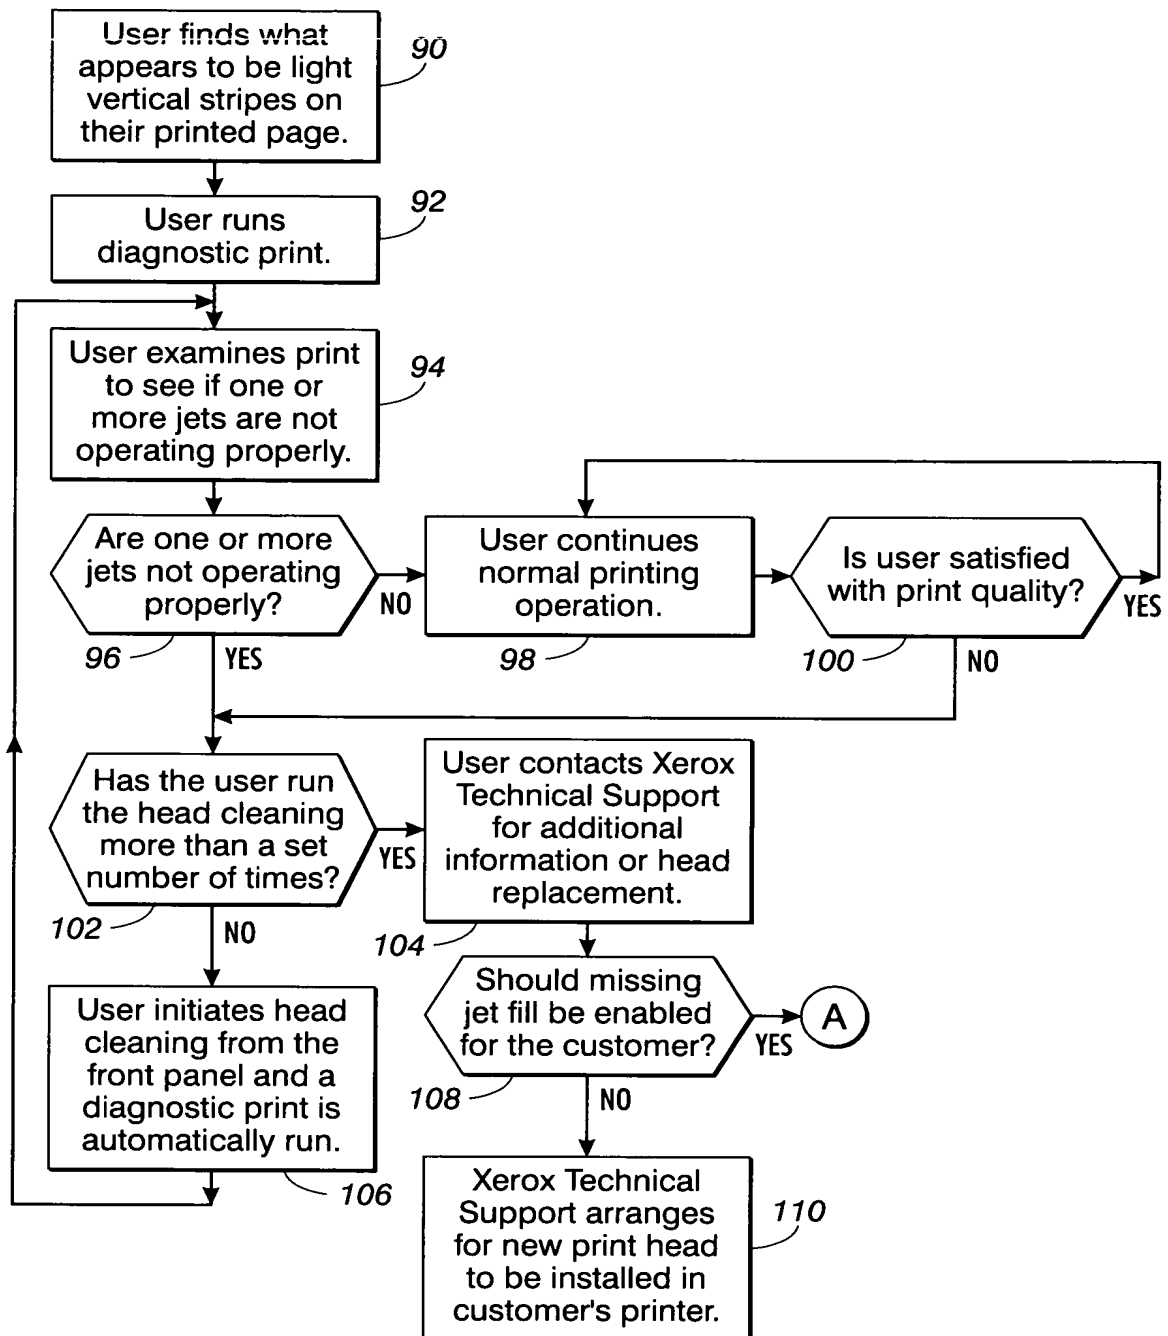 User finds what
appears to be light
vertical stripes on
their printed page.
90
User runs
diagnostic print.
92
User examines print
to see if one or
more jets are not
operating properly.
94
Are one or more
jets not operating
properly?
96
NO
YES
User continues
normal printing
operation.
98
Is user satisfied
with print quality?
100
YES
NO
Has the user run
the head cleaning
more than a set
number of times?
102
YES
NO
User contacts Xerox
Technical Support
for additional
information or head
replacement.
104
Should missing
jet fill be enabled
for the customer?
108
YES
A
NO
User initiates head
cleaning from the
front panel and a
diagnostic print is
automatically run.
106
Xerox Technical
Support arranges
for new print head
to be installed in
customer's printer.
110